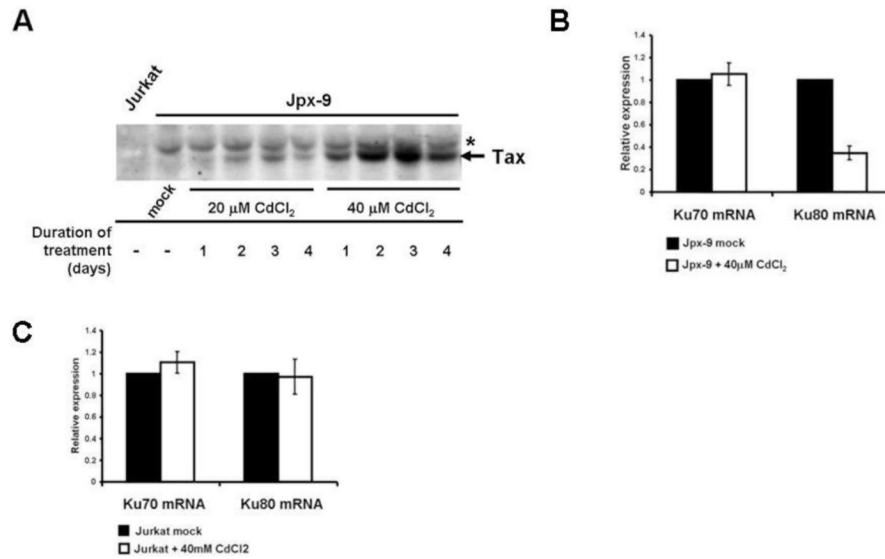 A
Jurkat
Jpx-9
*
Tax
mock
20 μM CdCl₂
40 μM CdCl₂
Duration of
treatment
(days)
- - 1 2 3 4 1 2 3 4
B
Relative expression
1.4
1.2
1
0.8
0.6
0.4
0.2
0
Ku70 mRNA
Ku80 mRNA
Jpx-9 mock
Jpx-9 + 40μM CdCl₂
C
Relative expression
1.4
1.2
1
0.8
0.6
0.4
0.2
0
Ku70 mRNA
Ku80 mRNA
Jurkat mock
Jurkat + 40mM CdCl2